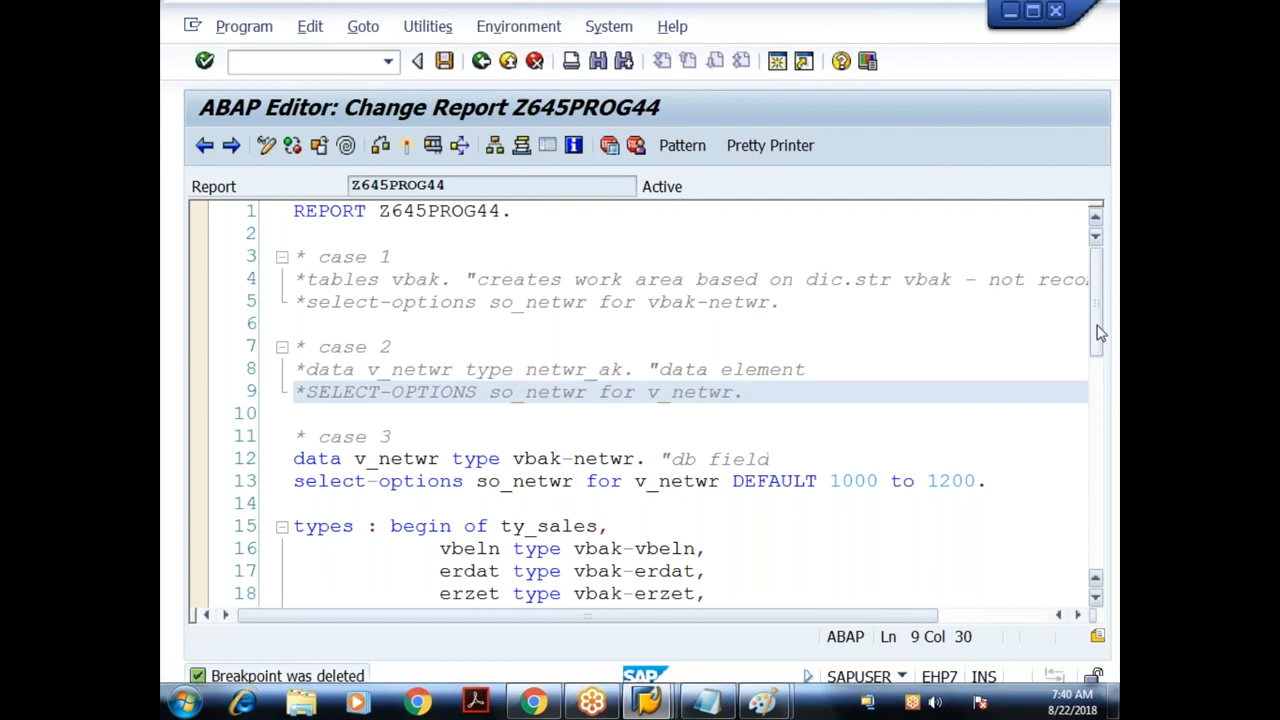 Program Edit Goto Utilities Environment System Help
ABAP Editor: Change Report Z645PROG44
Pattern Pretty Printer
Report Z645PROG44 Active
1 REPORT Z645PROG44.
2
3 * case 1
4 *tables vbak. "creates work area based on dic.str vbak - not reco
5 *select-options so_netwr for vbak-netwr.
6
7 * case 2
8 *data v_netwr type netwr_ak. "data element
9 *SELECT-OPTIONS so_netwr for v_netwr.
10
11 * case 3
12 data v_netwr type vbak-netwr. "db field
13 select-options so_netwr for v_netwr DEFAULT 1000 to 1200.
14
15 types : begin of ty_sales,
16 vbeln type vbak-vbeln,
17 erdat type vbak-erdat,
18 erzet type vbak-erzet,
ABAP Ln 9 Col 30
Breakpoint was deleted SAP SAPUSER EHP7 INS
7:40 AM
8/22/2018